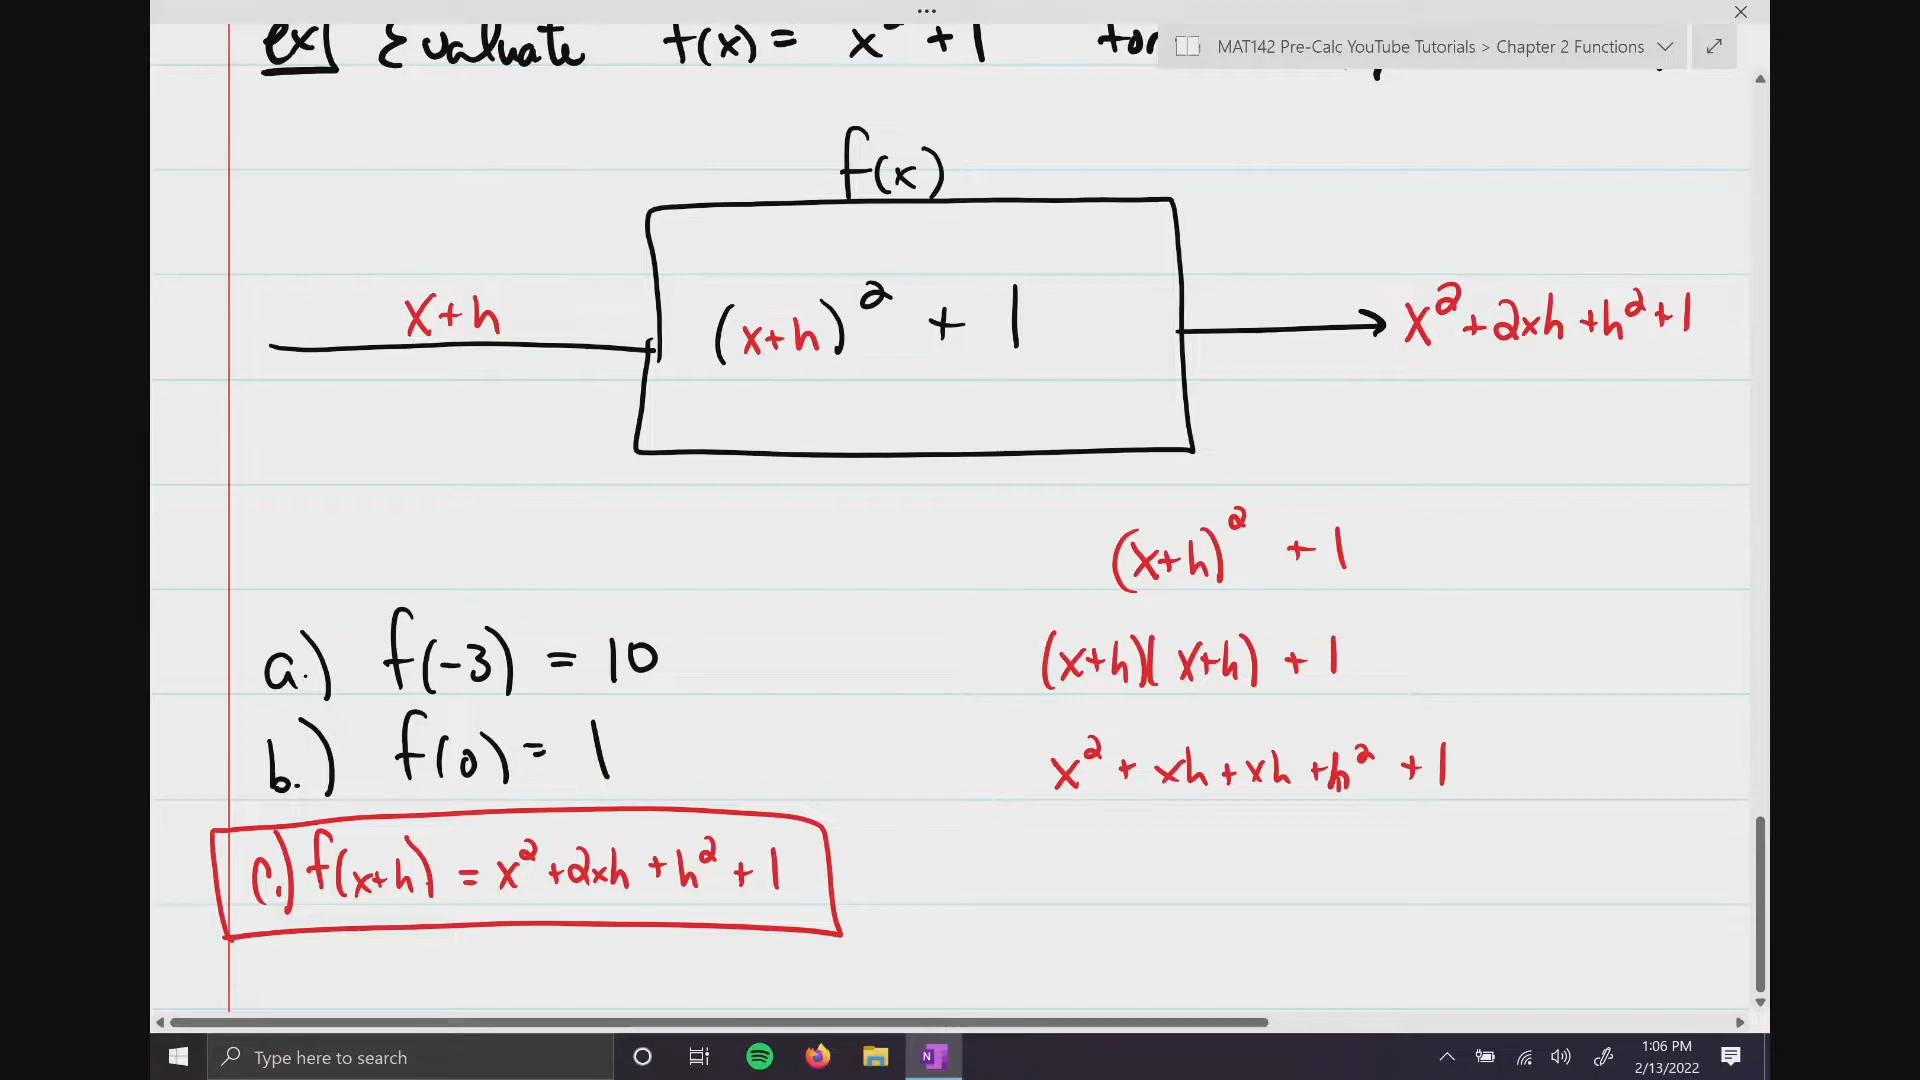 ex] Evaluate f(x) = x² + 1 for
MAT142 Pre-Calc YouTube Tutorials > Chapter 2 Functions
f(x)
x+h
(x+h)² + 1
x² + 2xh + h² + 1
(x+h)² + 1
a.) f(-3) = 10
(x+h)(x+h) + 1
b.) f(0) = 1
x² + xh + xh + h² + 1
c.) f(x+h) = x² + 2xh + h² + 1
Type here to search
N
1:06 PM
2/13/2022